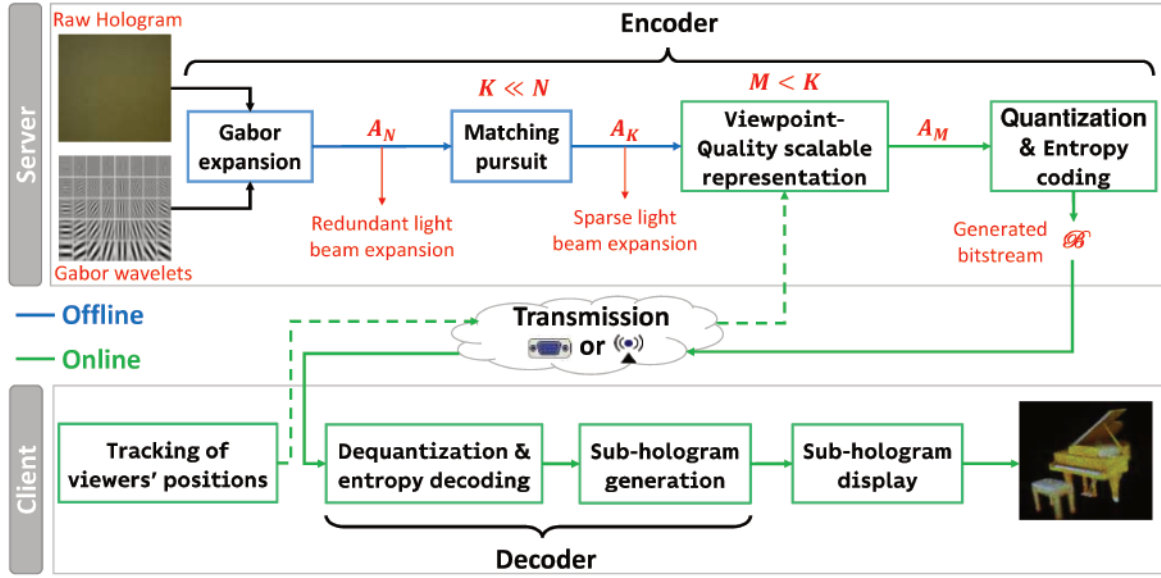 Server
Raw Hologram
Encoder
K ≪ N
M < K
Gabor
expansion
A_N
Matching
pursuit
A_K
Viewpoint-
Quality scalable
representation
A_M
Quantization
& Entropy
coding
Redundant light
beam expansion
Sparse light
beam expansion
Generated
bitstream
ℬ
Gabor wavelets
Offline
Online
Transmission
or
Client
Tracking of
viewers' positions
Dequantization &
entropy decoding
Sub-hologram
generation
Sub-hologram
display
Decoder